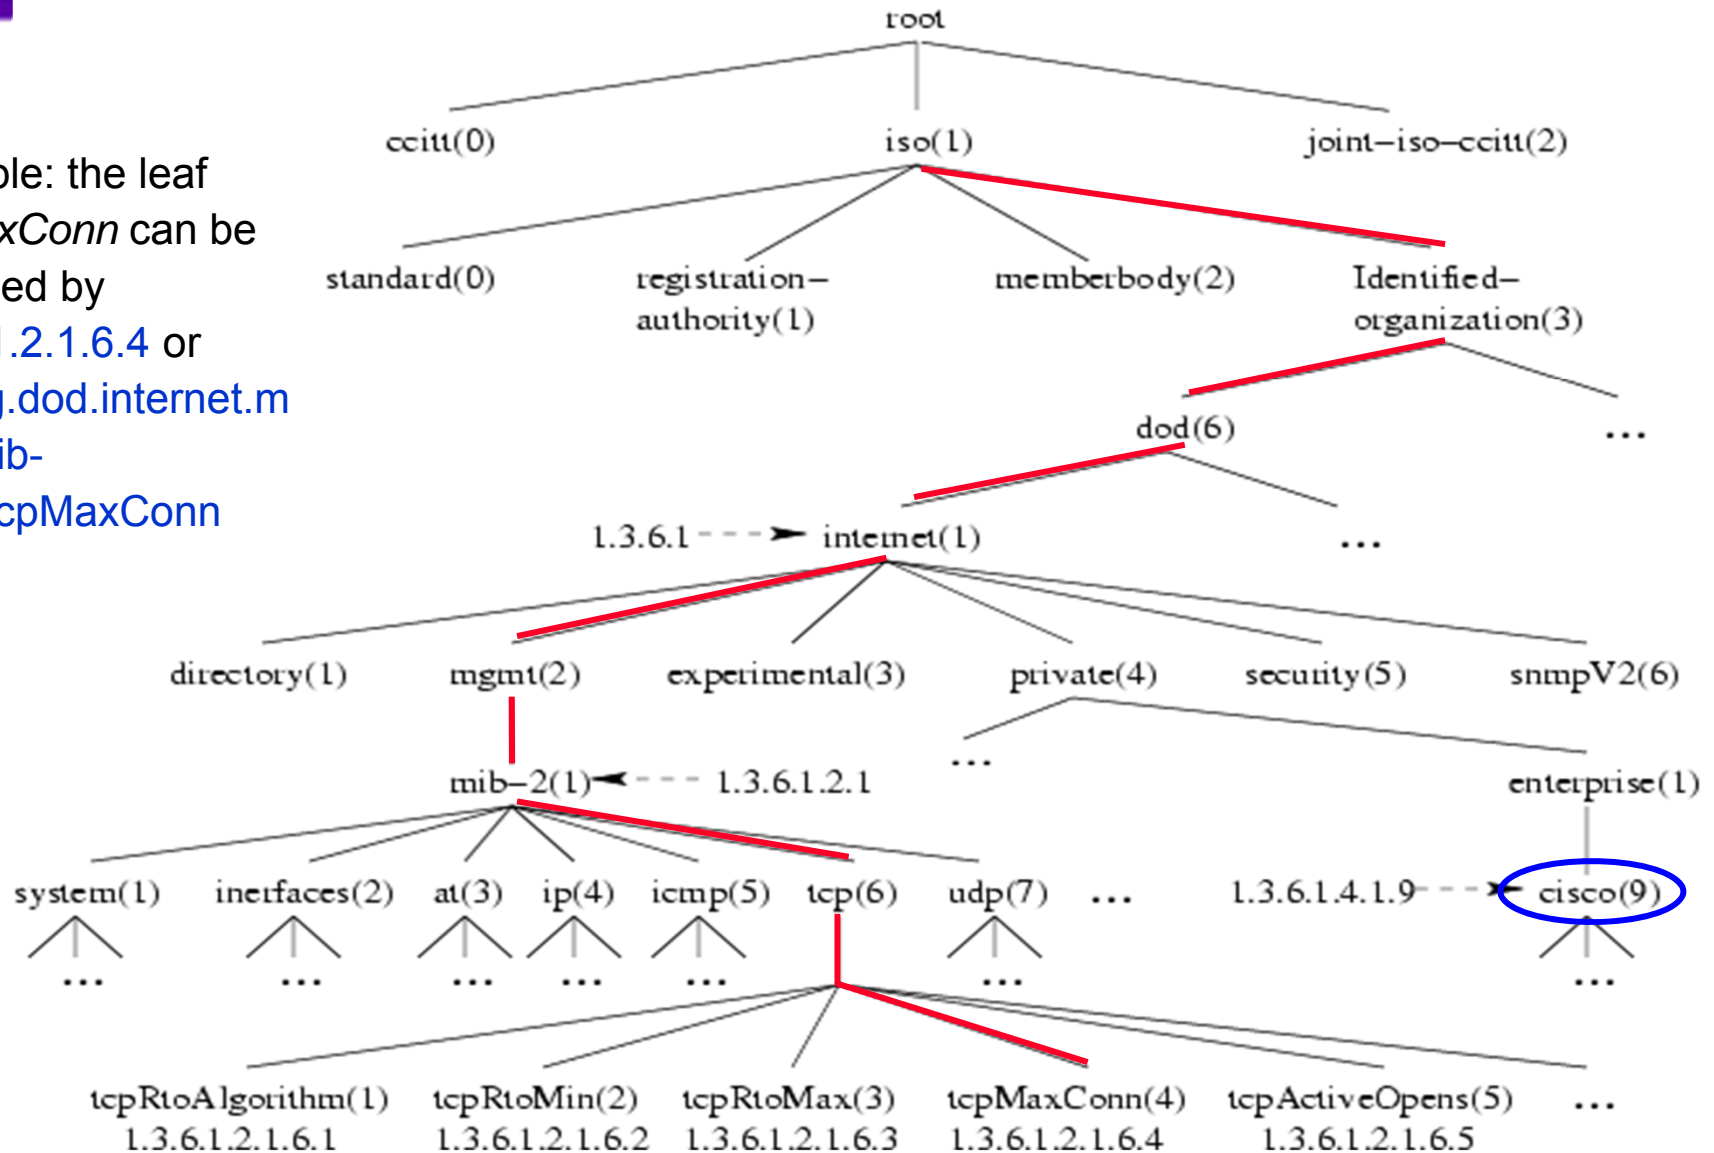 root
ccitt(0) iso(1) joint–iso–ccitt(2)
ple: the leaf
xConn can be
ed by
1.2.1.6.4 or
g.dod.internet.m
ib-
cpMaxConn
standard(0) registration– memberbody(2) Identified–
authority(1) organization(3)
dod(6) ...
1.3.6.1 internet(1) ...
directory(1) mgmt(2) experimental(3) private(4) security(5) snmpV2(6)
...
mib–2(1) 1.3.6.1.2.1 enterprise(1)
system(1) inerfaces(2) at(3) ip(4) icmp(5) tcp(6) udp(7) ... 1.3.6.1.4.1.9 cisco(9)
... ... ... ... ... ... ...
tcpRtoAlgorithm(1) tcpRtoMin(2) tcpRtoMax(3) tcpMaxConn(4) tcpActiveOpens(5) ...
1.3.6.1.2.1.6.1 1.3.6.1.2.1.6.2 1.3.6.1.2.1.6.3 1.3.6.1.2.1.6.4 1.3.6.1.2.1.6.5